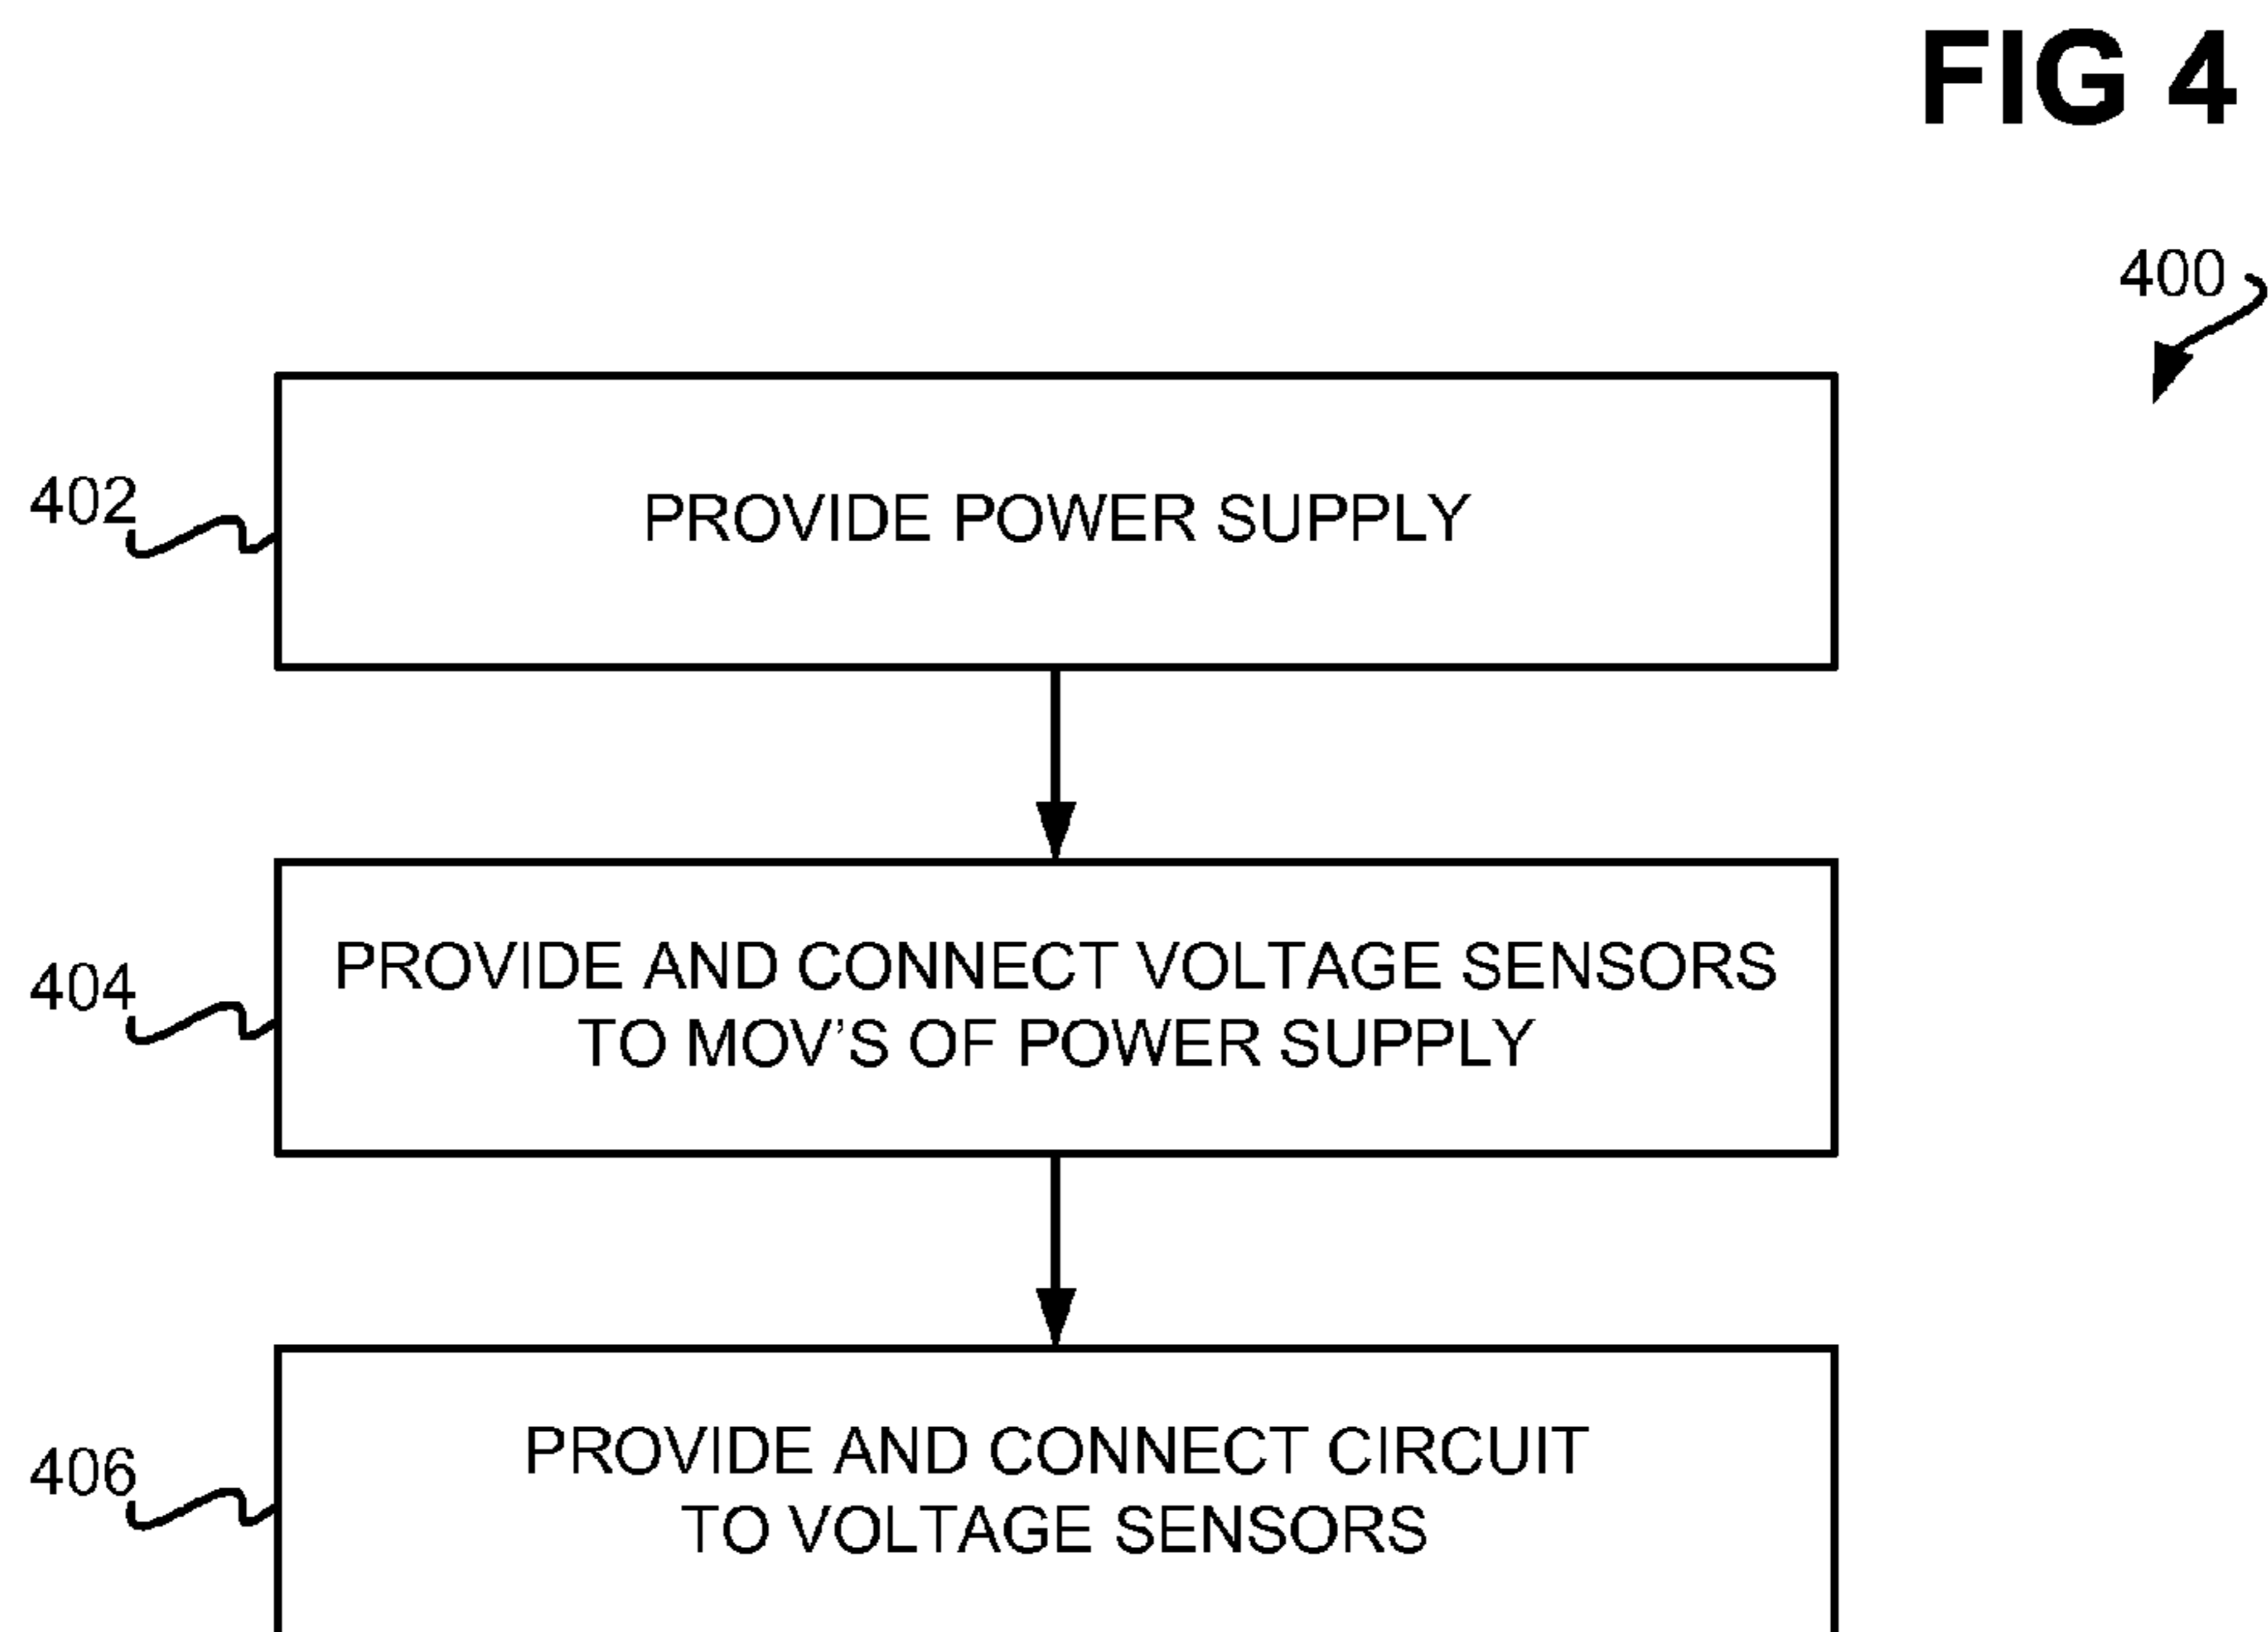 FIG 4
400
402
PROVIDE POWER SUPPLY
404
PROVIDE AND CONNECT VOLTAGE SENSORS
TO MOV'S OF POWER SUPPLY
406
PROVIDE AND CONNECT CIRCUIT
TO VOLTAGE SENSORS